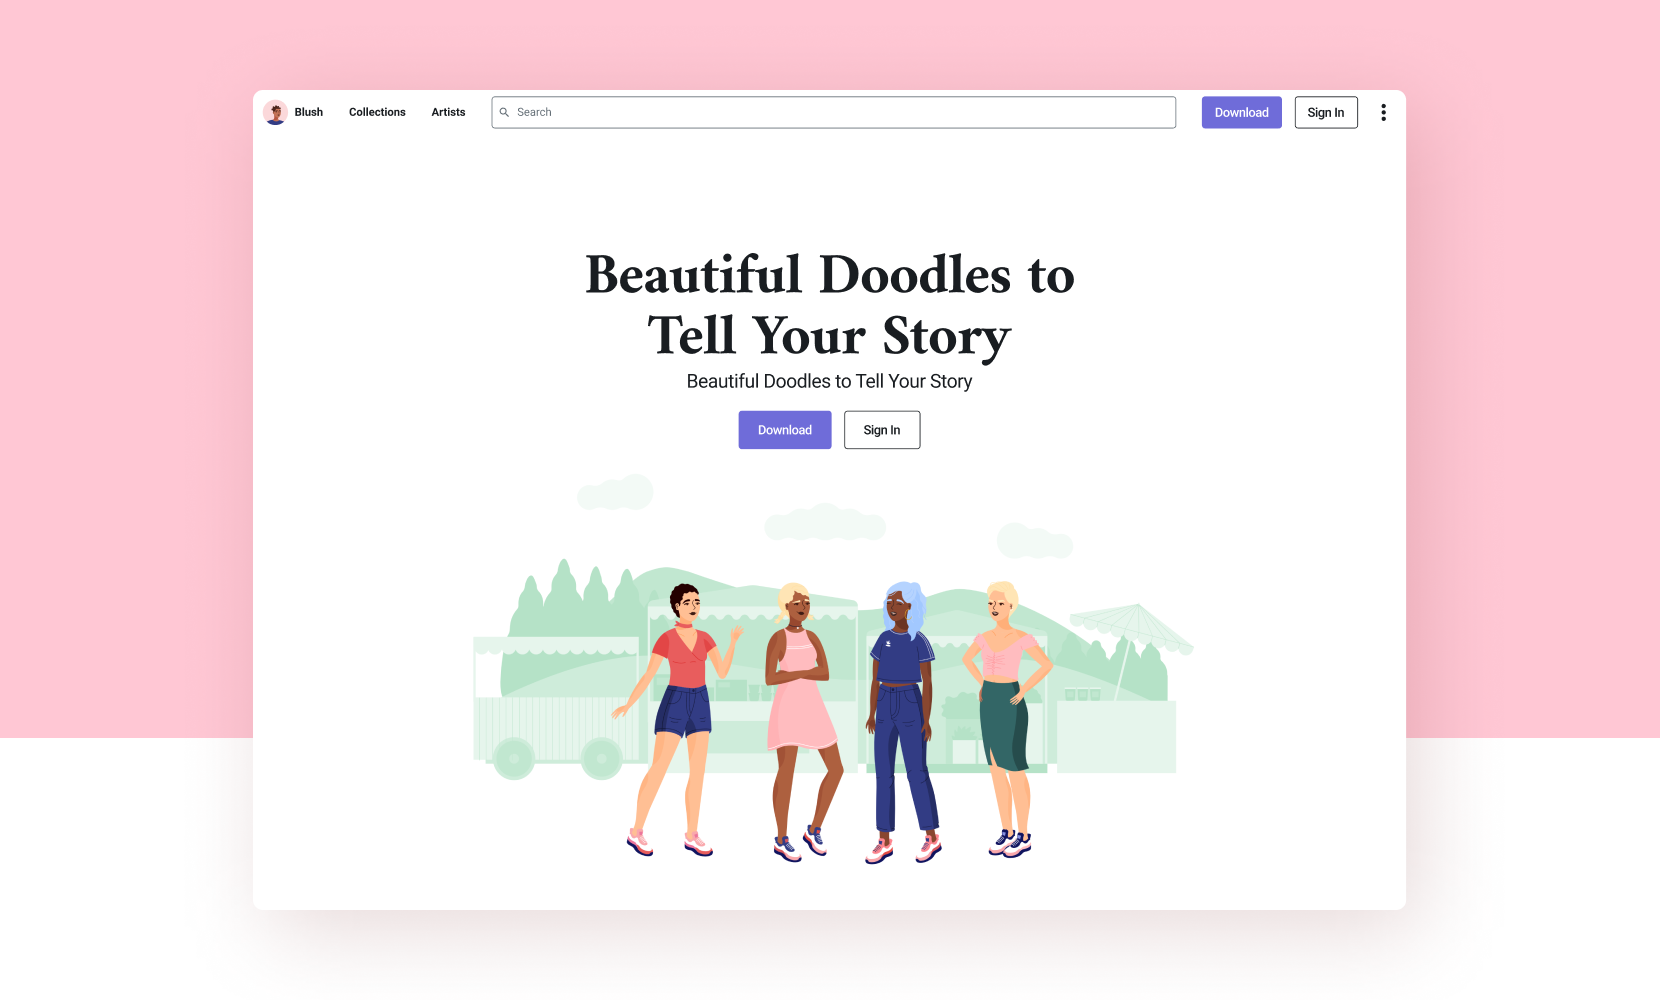 Blush Collections Artists Search Download Sign In
Beautiful Doodles to
Tell Your Story
Beautiful Doodles to Tell Your Story
Download Sign In